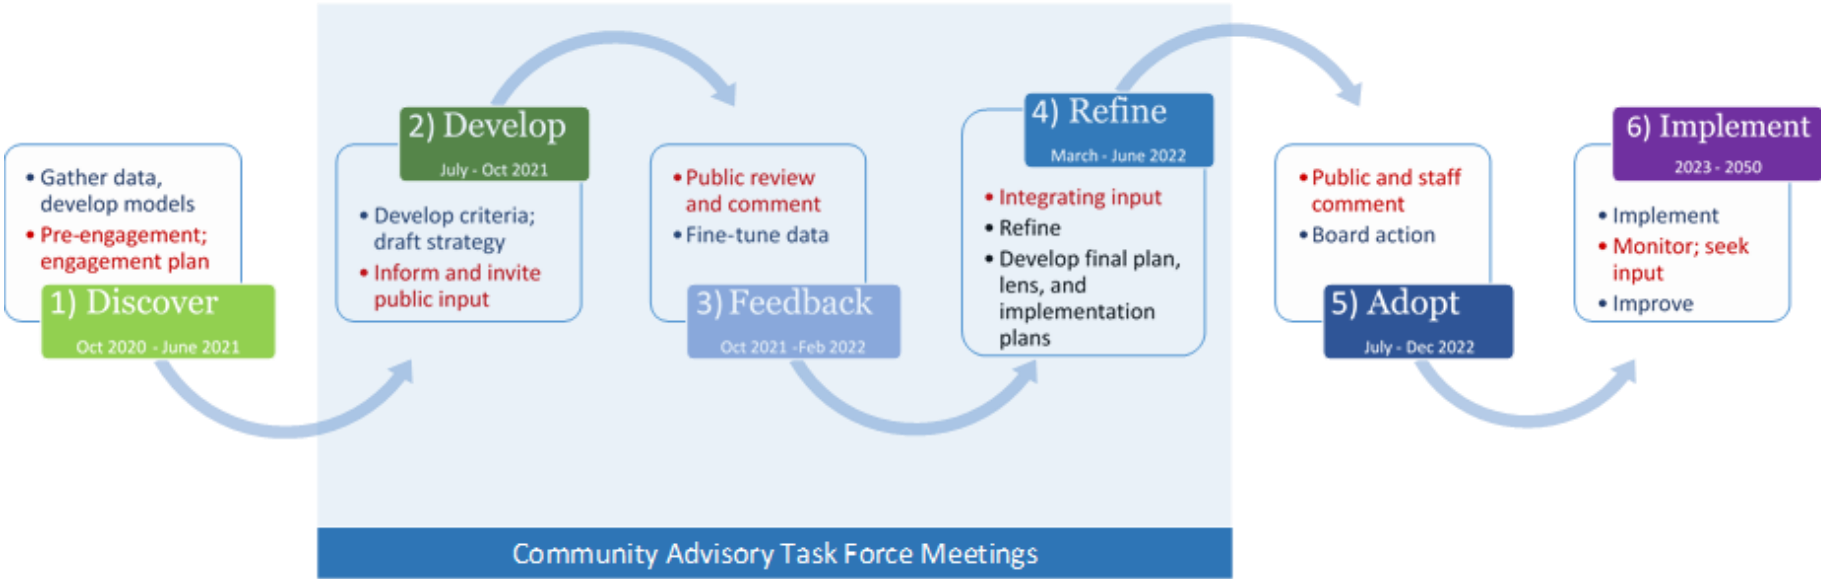 • Gather data,
develop models
• Pre-engagement;
engagement plan
1) Discover
Oct 2020 - June 2021
2) Develop
July - Oct 2021
• Develop criteria;
draft strategy
• Inform and invite
public input
• Public review
and comment
• Fine-tune data
3) Feedback
Oct 2021 -Feb 2022
4) Refine
March - June 2022
• Integrating input
• Refine
• Develop final plan,
lens, and
implementation
plans
• Public and staff
comment
• Board action
5) Adopt
July - Dec 2022
6) Implement
2023 - 2050
• Implement
• Monitor; seek
input
• Improve
Community Advisory Task Force Meetings